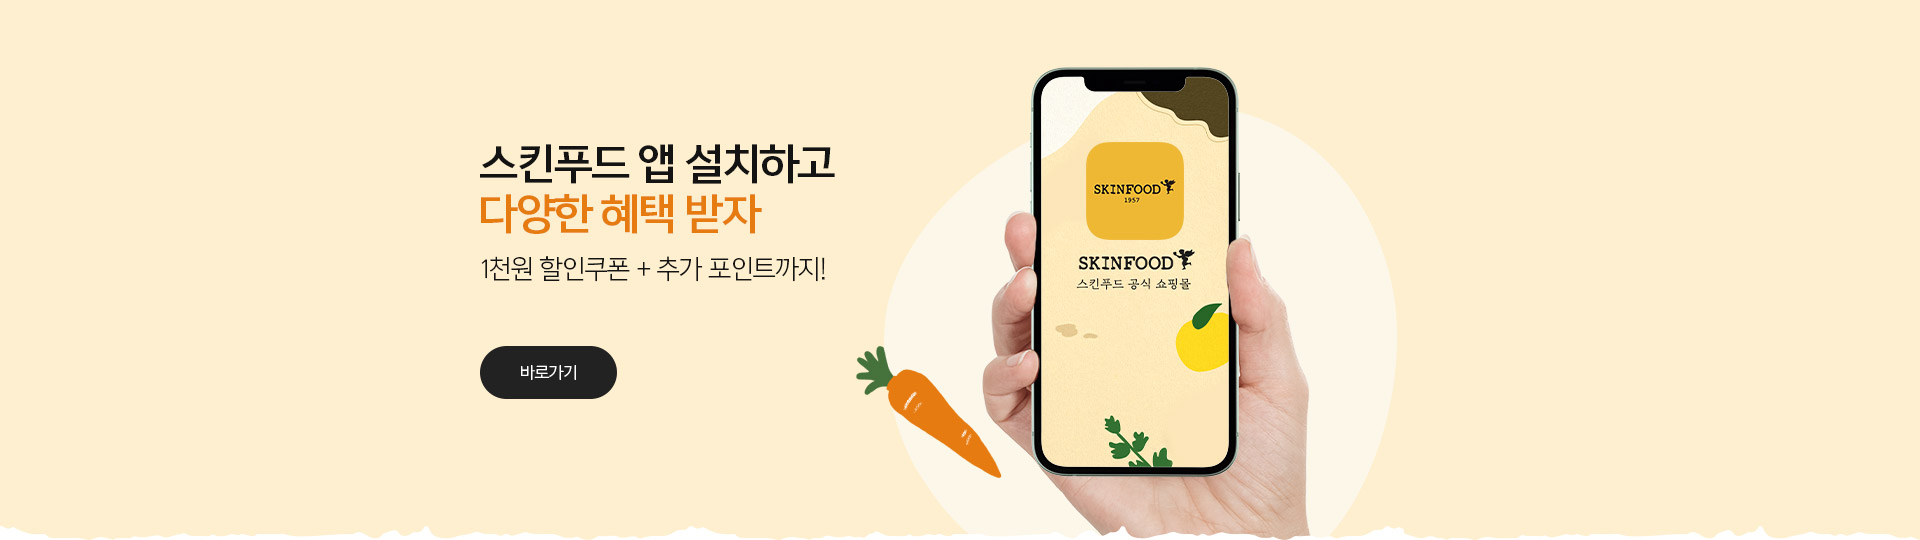 스킨푸드 앱 설치하고
다양한 혜택 받자
1천원 할인쿠폰 + 추가 포인트까지!
바로가기
SKINFOOD
1957
SKINFOOD
스킨푸드 공식 쇼핑몰